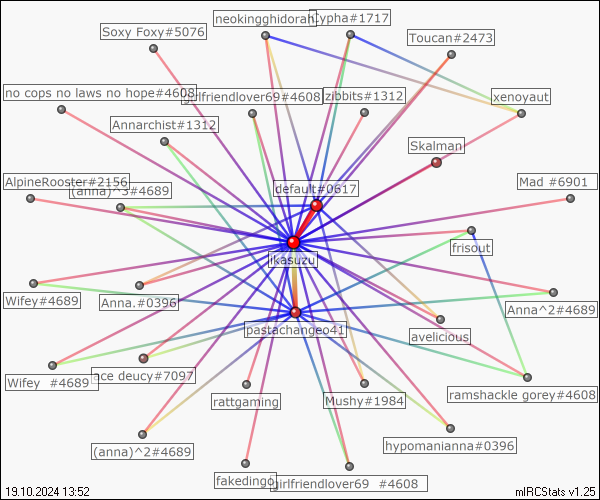 neokingghidorah
Cypha#1717
Soxy Foxy#5076
Toucan#2473
no cops no laws no hope#4608
girlfriendlover69#4608
zibbits#1312
xenoyaut
Annarchist#1312
Skalman
AlpineRooster#2156
(anna)^3#4689
default#0617
Mad #6901
likasuzu
frisout
Wifey#4689
Anna.#0396
Anna^2#4689
pastachangeo41
avelicious
Wifey #4689
ace deucy#7097
rattgaming
Mushy#1984
ramshackle gorey#4608
(anna)^2#4689
hypomanianna#0396
fakedingo
girlfriendlover69 #4608
19.10.2024 13:52
mIRCStats v1.25